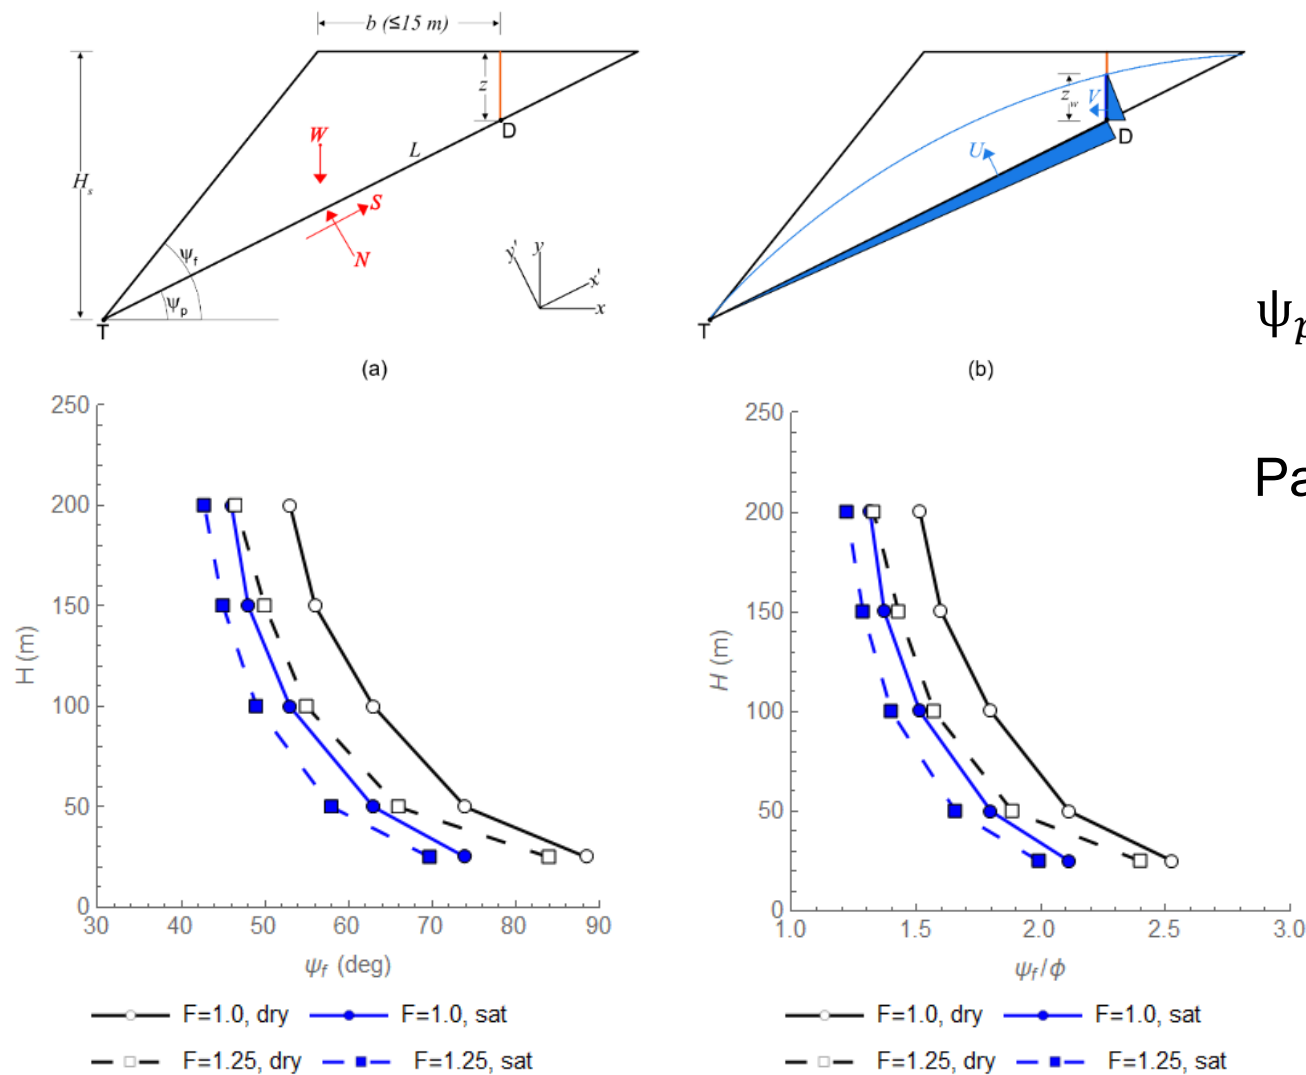 b (≤15 m)
z
D
W
L
H_s
S
N
ψ_f
ψ_p
T
y'
y
x'
x
(a)
z_w
V
D
U
T
(b)
ψ_p
Pa
250
200
150
100
50
0
H (m)
30 40 50 60 70 80 90
ψ_f (deg)
F=1.0, dry F=1.0, sat
F=1.25, dry F=1.25, sat
250
200
150
100
50
0
H (m)
1.0 1.5 2.0 2.5 3.0
ψ_f/ϕ
F=1.0, dry F=1.0, sat
F=1.25, dry F=1.25, sat